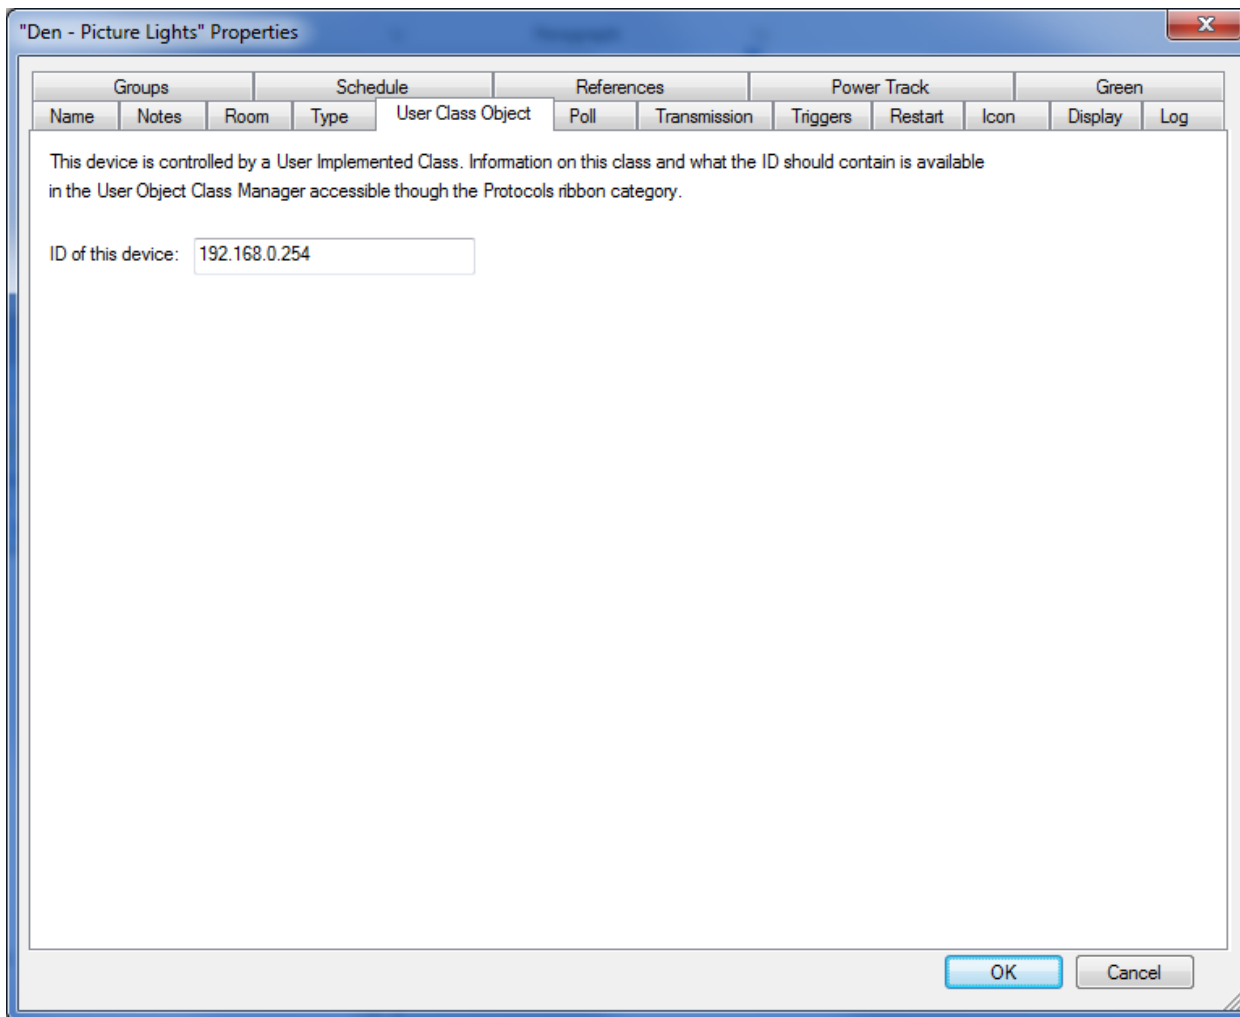 "Den - Picture Lights" Properties
Groups Schedule References Power Track Green
Name Notes Room Type User Class Object Poll Transmission Triggers Restart Icon Display Log
This device is controlled by a User Implemented Class. Information on this class and what the ID should contain is available
in the User Object Class Manager accessible though the Protocols ribbon category.
ID of this device: 192.168.0.254
OK Cancel